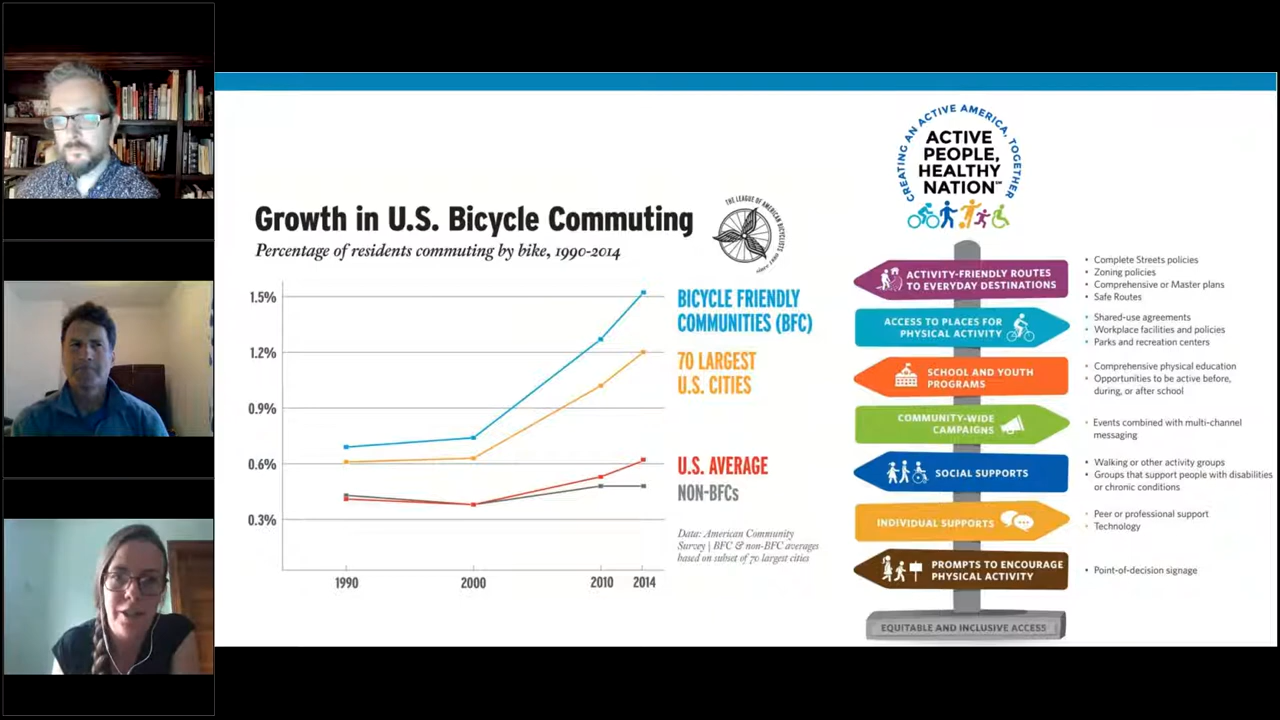 Growth in U.S. Bicycle Commuting
Percentage of residents commuting by bike, 1990-2014
THE LEAGUE OF AMERICAN BICYCLISTS
since 1880
1.5%
1.2%
0.9%
0.6%
0.3%
1990
2000
2010
2014
BICYCLE FRIENDLY
COMMUNITIES (BFC)
70 LARGEST
U.S. CITIES
U.S. AVERAGE
NON-BFCs
Data: American Community
Survey | BFC & non-BFC averages
based on subset of 70 largest cities
CREATING AN ACTIVE AMERICA, TOGETHER
ACTIVE
PEOPLE,
HEALTHY
NATION℠
ACTIVITY-FRIENDLY ROUTES
TO EVERYDAY DESTINATIONS
• Complete Streets policies
• Zoning policies
• Comprehensive or Master plans
• Safe Routes
ACCESS TO PLACES FOR
PHYSICAL ACTIVITY
• Shared-use agreements
• Workplace facilities and policies
• Parks and recreation centers
SCHOOL AND YOUTH
PROGRAMS
• Comprehensive physical education
• Opportunities to be active before,
during, or after school
COMMUNITY-WIDE
CAMPAIGNS
• Events combined with multi-channel
messaging
SOCIAL SUPPORTS
• Walking or other activity groups
• Groups that support people with disabilities
or chronic conditions
INDIVIDUAL SUPPORTS
• Peer or professional support
• Technology
PROMPTS TO ENCOURAGE
PHYSICAL ACTIVITY
• Point-of-decision signage
EQUITABLE AND INCLUSIVE ACCESS